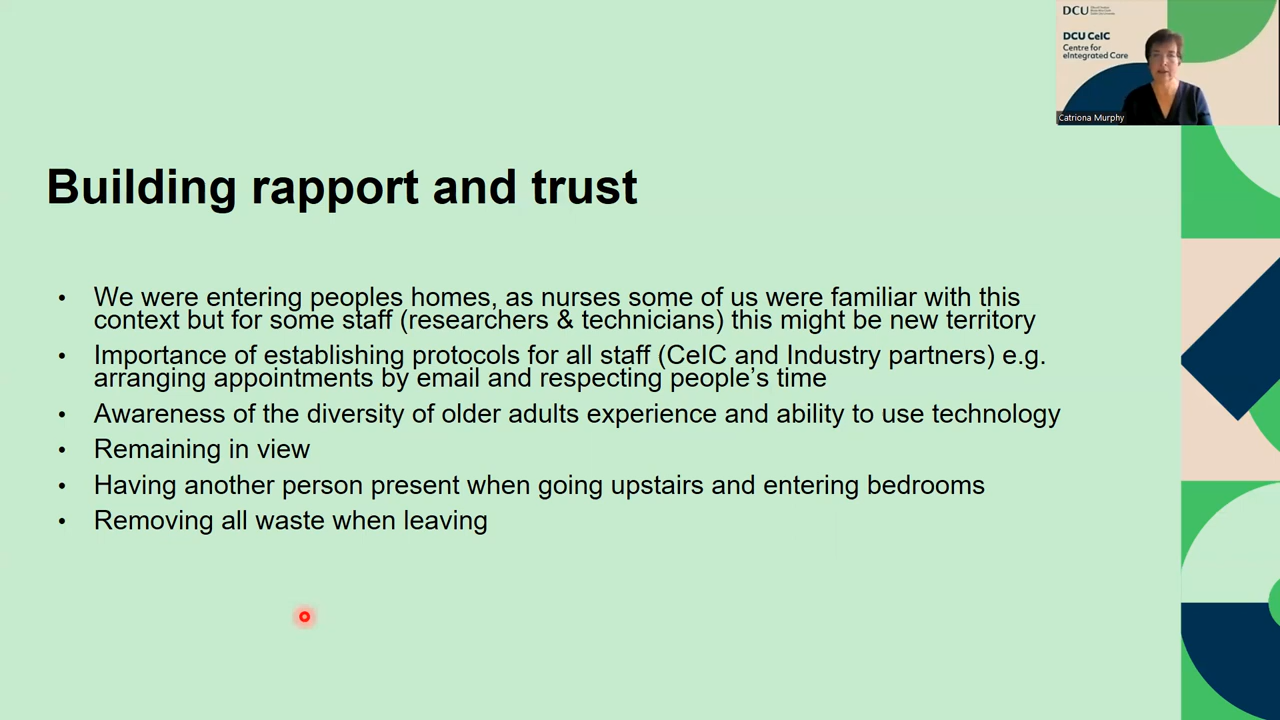 DCU
DCU CeIC
Centre for
eIntegrated Care
Catriona Murphy
Building rapport and trust
• We were entering peoples homes, as nurses some of us were familiar with this
context but for some staff (researchers & technicians) this might be new territory
• Importance of establishing protocols for all staff (CeIC and Industry partners) e.g.
arranging appointments by email and respecting people’s time
• Awareness of the diversity of older adults experience and ability to use technology
• Remaining in view
• Having another person present when going upstairs and entering bedrooms
• Removing all waste when leaving